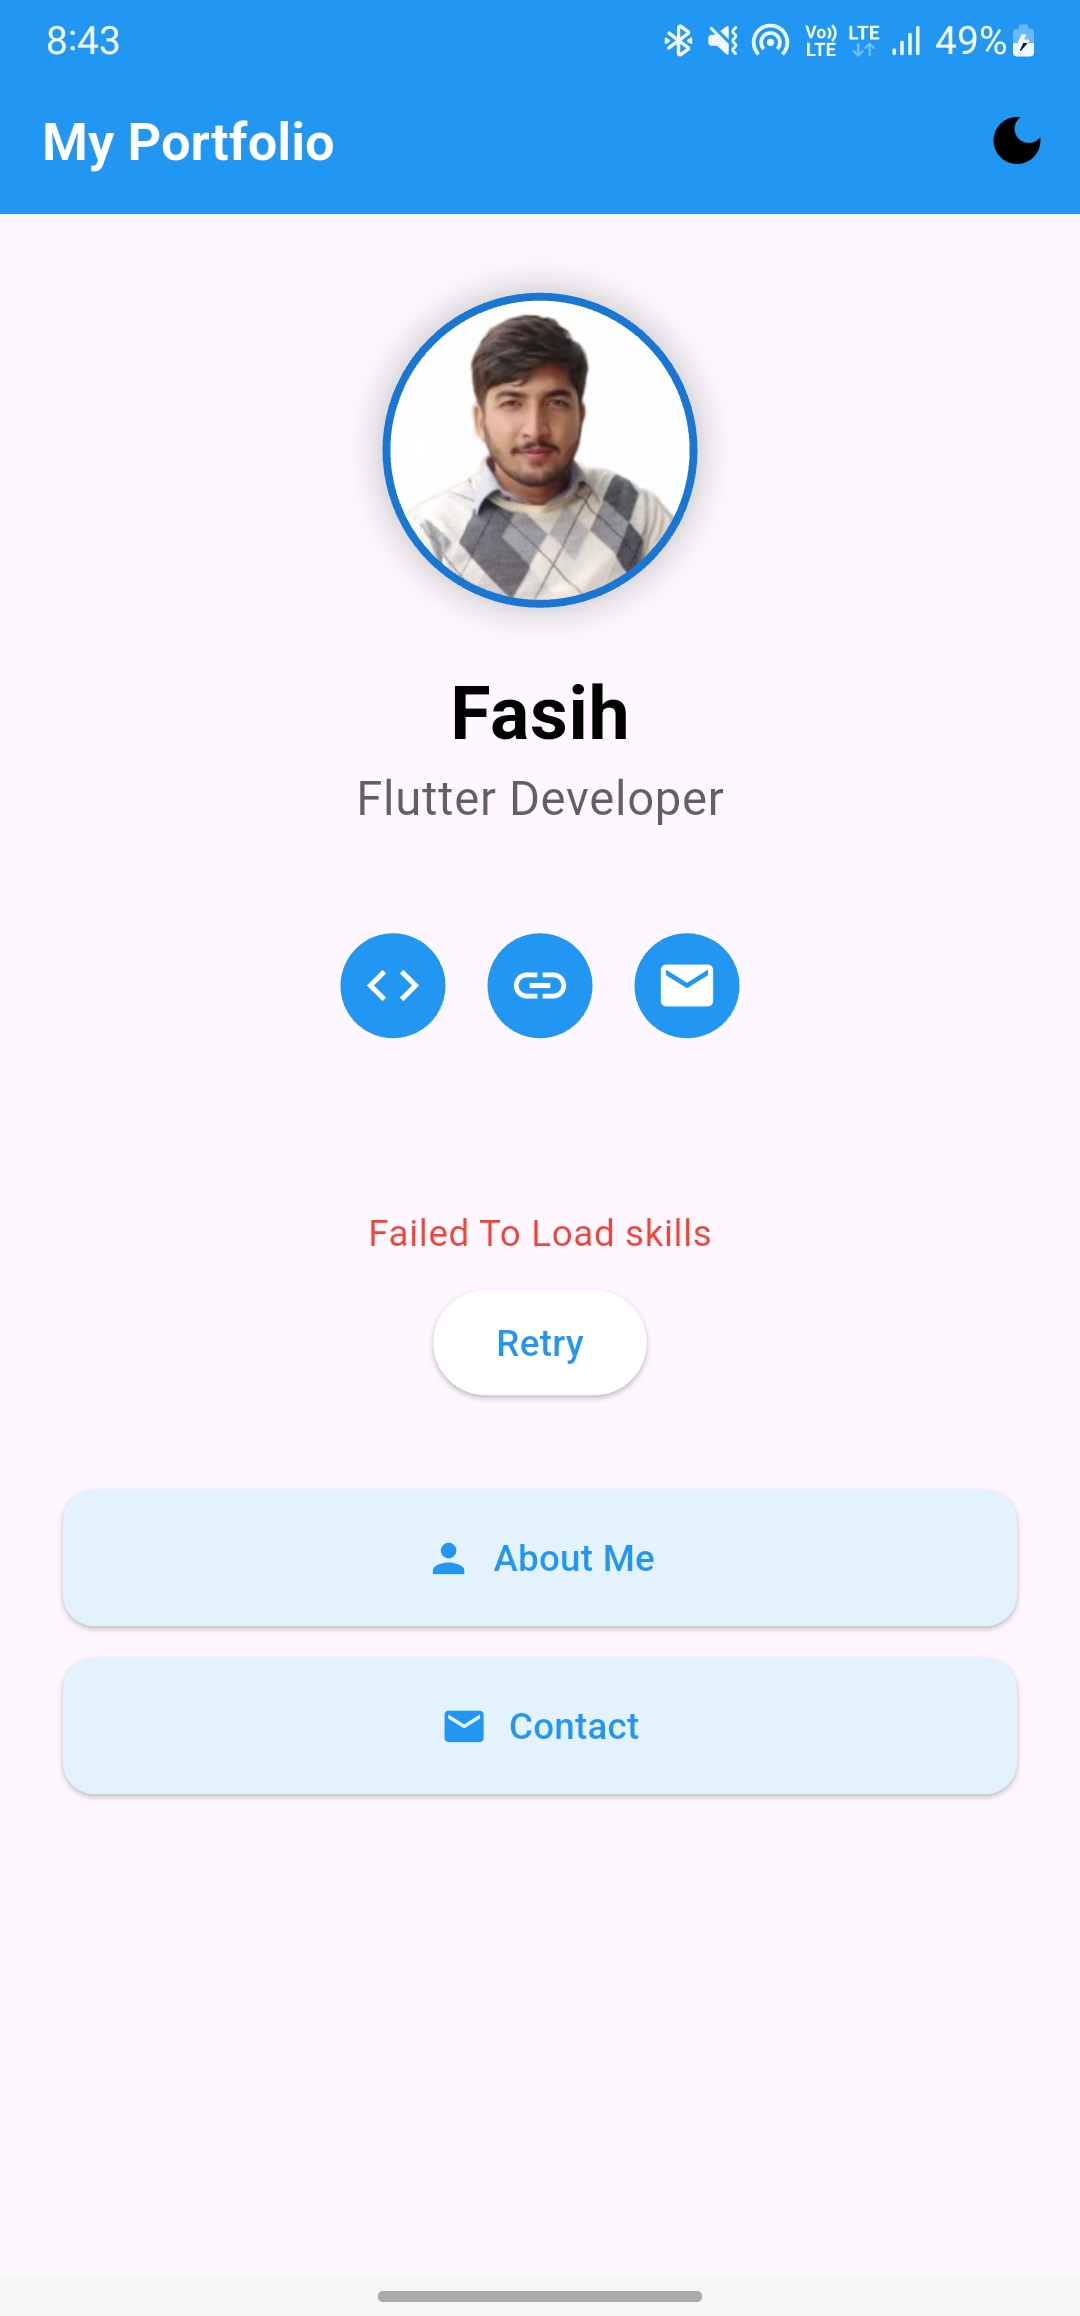 8:43
Vo)) LTE LTE 49%
My Portfolio
Fasih
Flutter Developer
Failed To Load skills
Retry
About Me
Contact